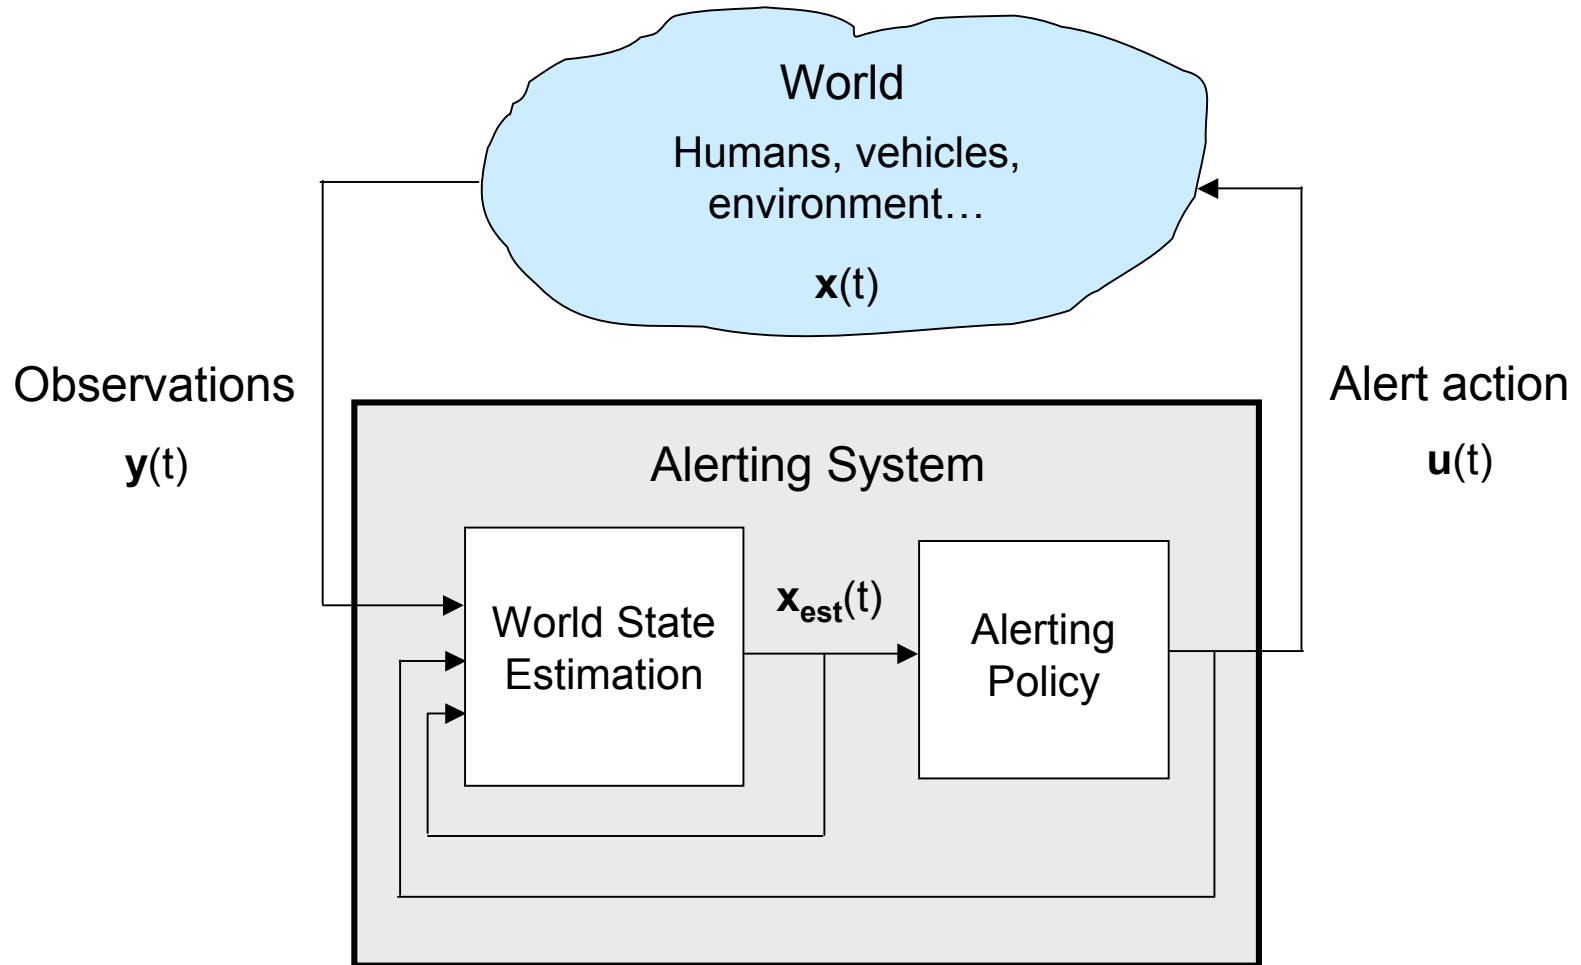 World
Humans, vehicles,
environment…
x(t)
Observations
y(t)
Alert action
u(t)
Alerting System
World State
Estimation
xest(t)
Alerting
Policy